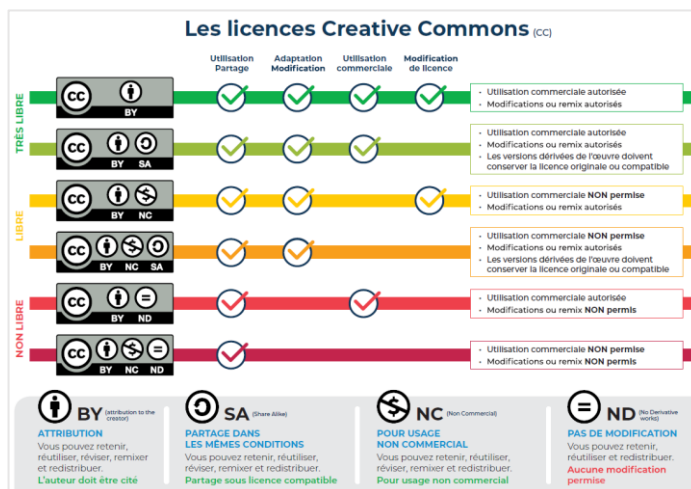 Les licences Creative Commons (CC)
Utilisation
Partage
Adaptation
Modification
Utilisation
commerciale
Modification
de licence
TRÈS LIBRE
LIBRE
NON LIBRE
CC
BY
• Utilisation commerciale autorisée
• Modifications ou remix autorisés
CC
BY SA
• Utilisation commerciale autorisée
• Modifications ou remix autorisés
• Les versions dérivées de l'œuvre doivent
conserver la licence originale ou compatible
CC
BY NC
• Utilisation commerciale NON permise
• Modifications ou remix autorisés
CC
BY NC SA
• Utilisation commerciale NON permise
• Modifications ou remix autorisés
• Les versions dérivées de l'œuvre doivent
conserver la licence originale ou compatible
CC
BY ND
• Utilisation commerciale autorisée
• Modifications ou remix NON permis
CC
BY NC ND
• Utilisation commerciale NON permise
• Modifications ou remix NON permis
BY (attribution to the
creator)
ATTRIBUTION
Vous pouvez retenir,
réutiliser, réviser, remixer
et redistribuer.
L'auteur doit être cité
SA (Share Alike)
PARTAGE DANS
LES MÊMES CONDITIONS
Vous pouvez retenir, réutiliser,
réviser, remixer et redistribuer.
Partage sous licence compatible
NC (Non Commercial)
POUR USAGE
NON COMMERCIAL
Vous pouvez retenir, réutiliser,
réviser, remixer et redistribuer.
Pour usage non commercial
ND (No Derivative
works)
PAS DE MODIFICATION
Vous pouvez retenir,
réutiliser et redistribuer.
Aucune modification
permise